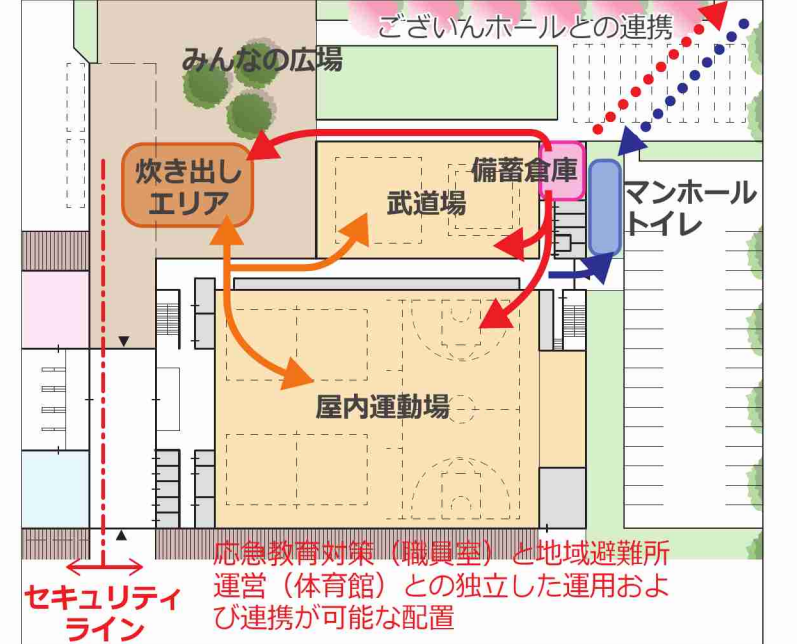 ございんホールとの連携
みんなの広場
炊き出し
エリア
備蓄倉庫
武道場
マンホール
トイレ
屋内運動場
応急教育対策（職員室）と地域避難所
運営（体育館）との独立した運用およ
び連携が可能な配置
セキュリティ
ライン